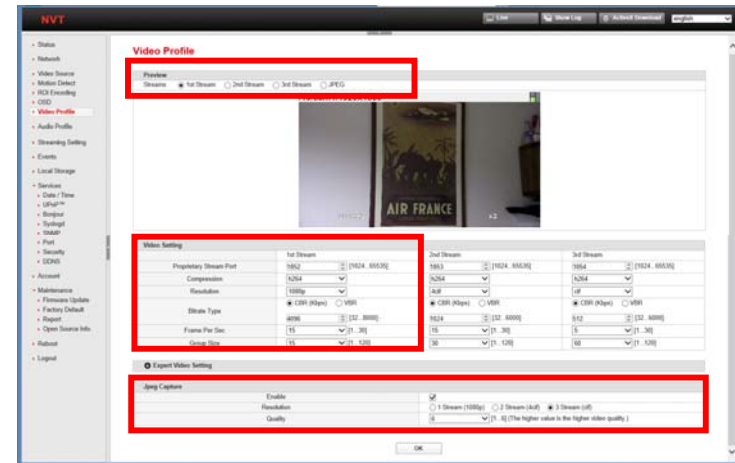 NVT
Live
Show Log
ActiveX Download
english
Status
Network
Video Source
Motion Detect
ROI Encoding
OSD
Video Profile
Audio Profile
Streaming Setting
Events
Local Storage
Services
Date / Time
UPnP™
Bonjour
Syslogd
Port
Security
DDNS
Account
Maintenance
Firmware Update
Factory Default
Report
Open Source Info.
Reboot
Logout
Video Profile
Preview
Streams 1st Stream 2nd Stream 3rd Stream JPEG
AIR FRANCE
x2
Video Setting
1st Stream 2nd Stream 3rd Stream
Proprietary Stream Port 1852 [1024..65535] 1853 [1024..65535] 1854 [1024..65535]
Compression h264 h264 h264
Resolution 1080p 4cif cif
Bitrate Type CBR (Kbps) VBR CBR (Kbps) VBR CBR (Kbps) VBR
4096 [32..8000] 1024 [32..6000] 512 [32..6000]
Frame Per Sec 15 [1..30] 15 [1..30] 5 [1..30]
Group Size 15 [1..120] 30 [1..120] 60 [1..120]
Expert Video Setting
Jpeg Capture
Enable
Resolution 1 Stream (1080p) 2 Stream (4cif) 3 Stream (cif)
Quality 6 [1..6] (The higher value is the higher video quality.)
OK